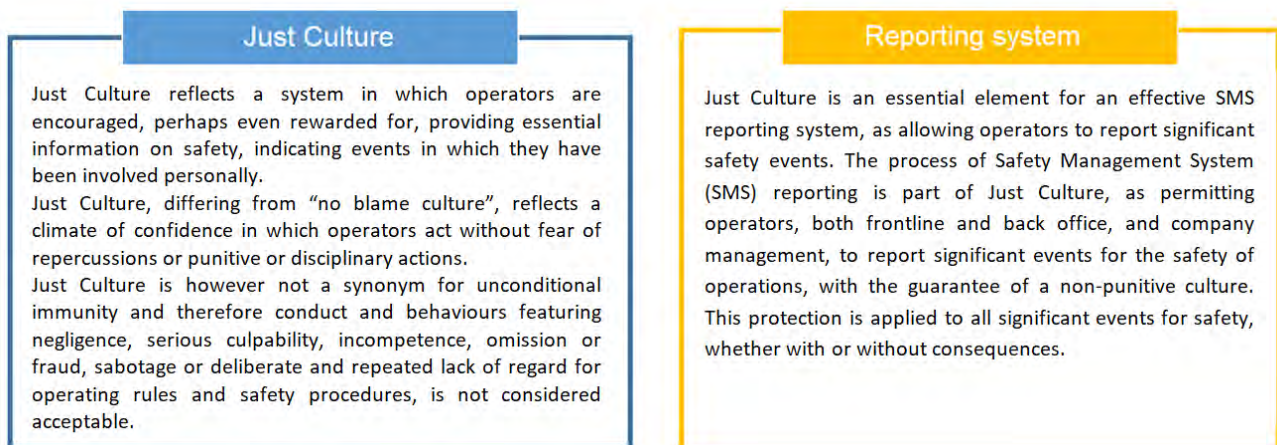 Just Culture
Just Culture reflects a system in which operators are
encouraged, perhaps even rewarded for, providing essential
information on safety, indicating events in which they have
been involved personally.
Just Culture, differing from “no blame culture”, reflects a
climate of confidence in which operators act without fear of
repercussions or punitive or disciplinary actions.
Just Culture is however not a synonym for unconditional
immunity and therefore conduct and behaviours featuring
negligence, serious culpability, incompetence, omission or
fraud, sabotage or deliberate and repeated lack of regard for
operating rules and safety procedures, is not considered
acceptable.
Reporting system
Just Culture is an essential element for an effective SMS
reporting system, as allowing operators to report significant
safety events. The process of Safety Management System
(SMS) reporting is part of Just Culture, as permitting
operators, both frontline and back office, and company
management, to report significant events for the safety of
operations, with the guarantee of a non-punitive culture.
This protection is applied to all significant events for safety,
whether with or without consequences.